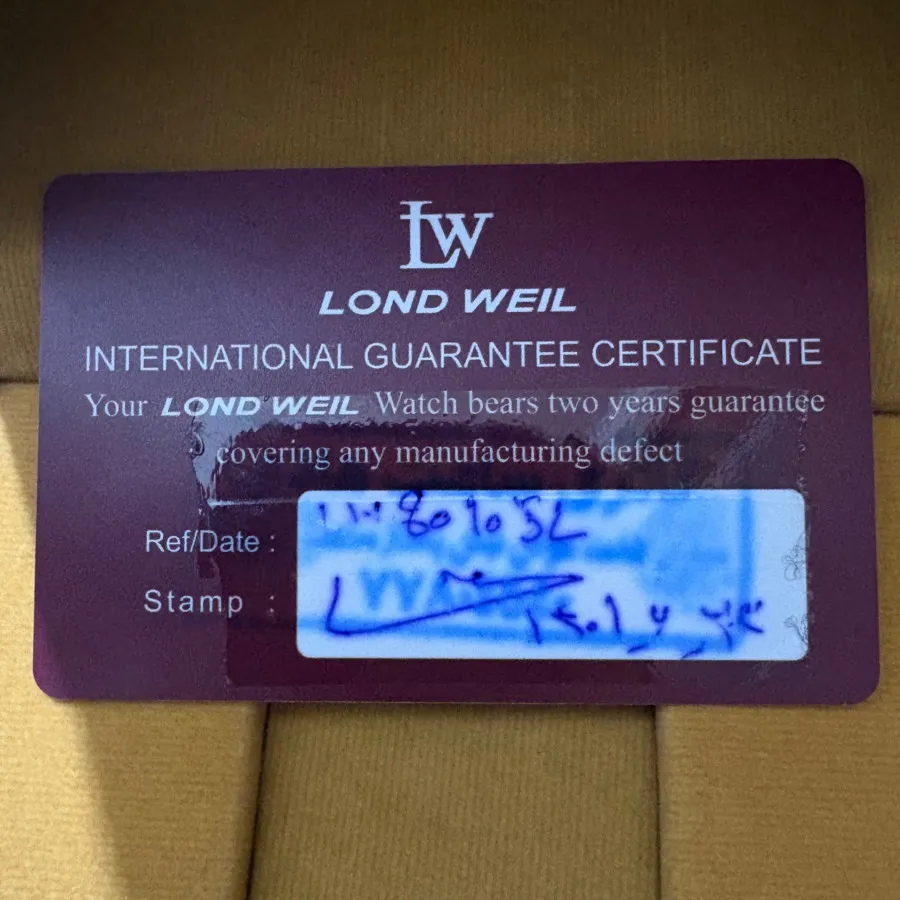 LW
LOND WEIL
INTERNATIONAL GUARANTEE CERTIFICATE
Your LOND WEIL Watch bears two years guarantee
covering any manufacturing defect
Ref/Date :
Stamp :